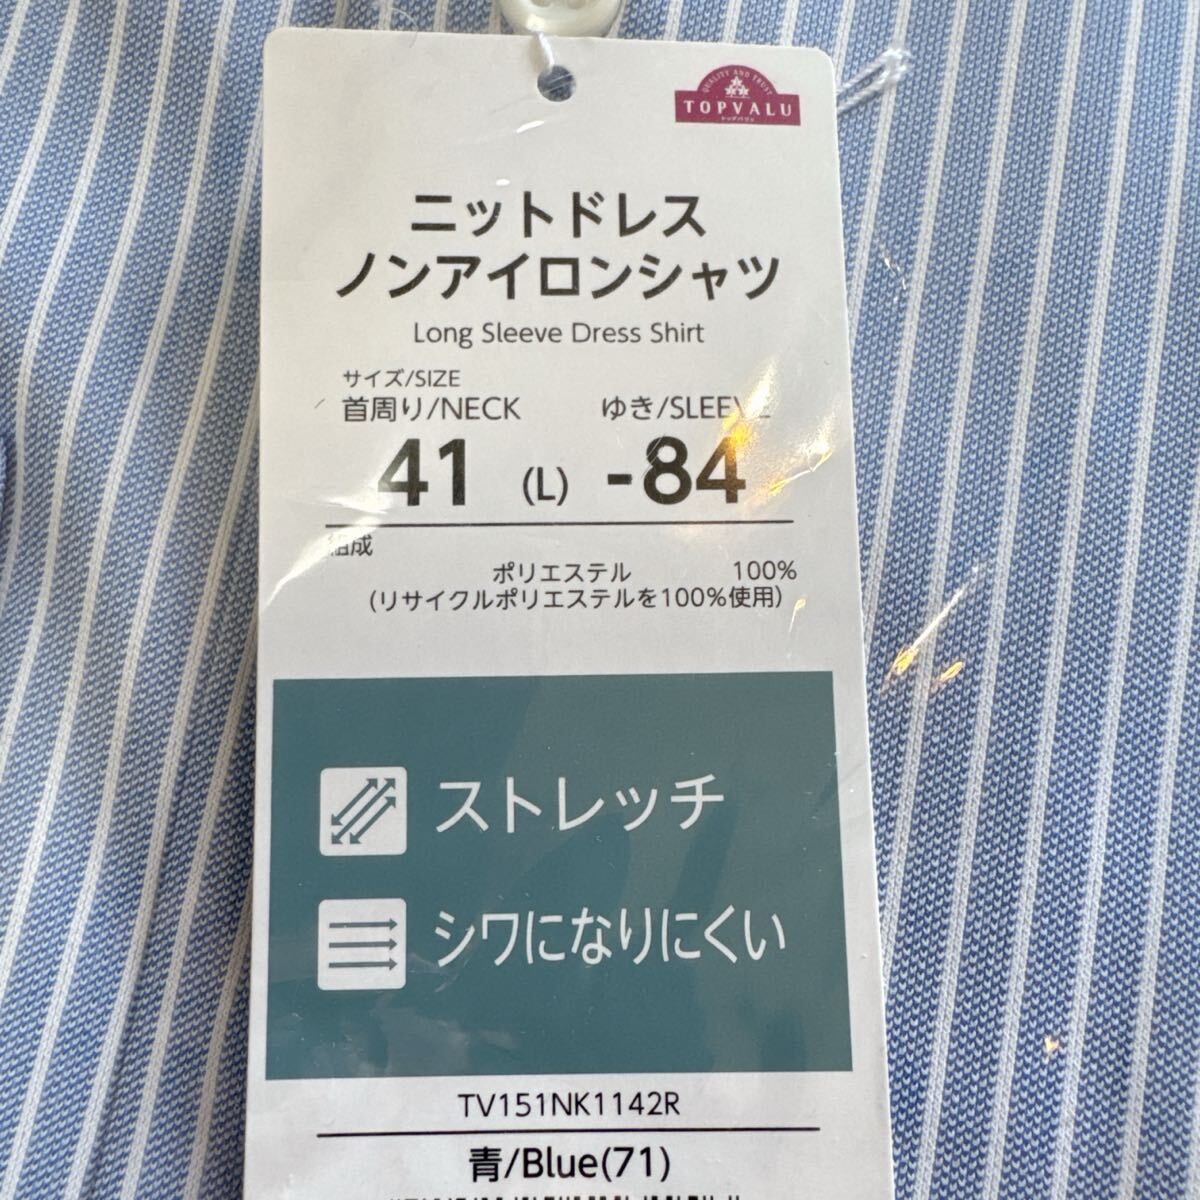 QUALITY AND TRUST
TOPVALU
トップバリュ
ニットドレス
ノンアイロンシャツ
Long Sleeve Dress Shirt
サイズ/SIZE
首周り/NECK ゆき/SLEEVE
41 (L) -84
組成
ポリエステル 100%
(リサイクルポリエステルを100%使用)
ストレッチ
シワになりにくい
TV151NK1142R
青/Blue(71)